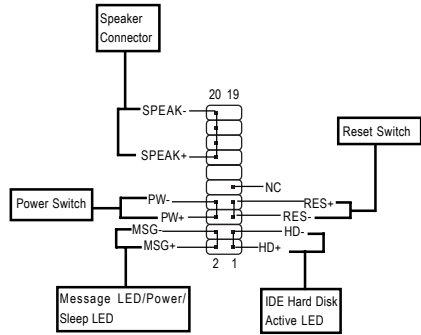 Speaker
Connector
20 19
SPEAK-
Reset Switch
SPEAK+
NC
Power Switch
PW-
RES+
PW+
RES-
MSG-
HD-
MSG+
HD+
2 1
Message LED/Power/
Sleep LED
IDE Hard Disk
Active LED